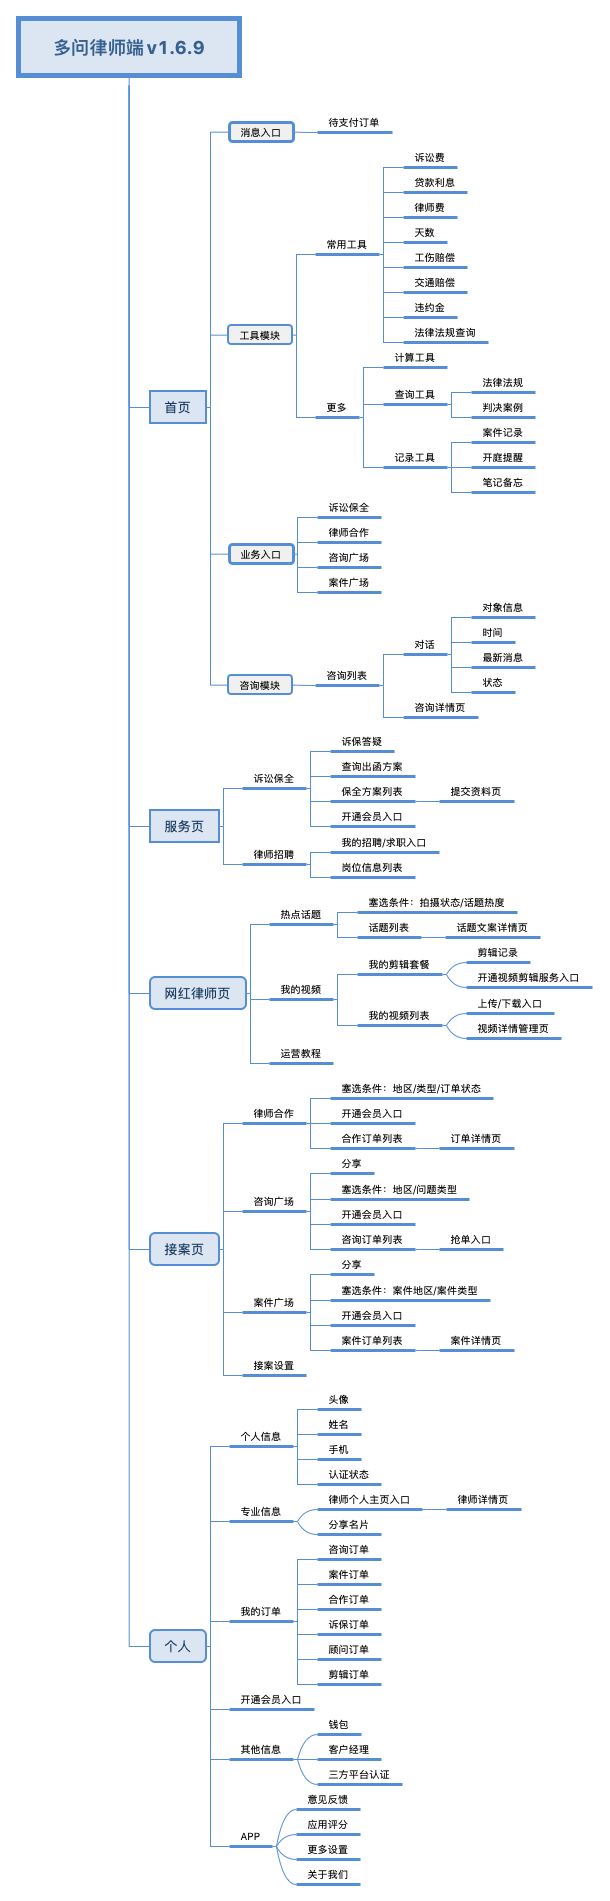 多问律师端v1.6.9
首页
消息入口
待支付订单
工具模块
常用工具
诉讼费
贷款利息
律师费
天数
工伤赔偿
交通赔偿
违约金
法律法规查询
更多
计算工具
查询工具
法律法规
判决案例
记录工具
案件记录
开庭提醒
笔记备忘
业务入口
诉讼保全
律师合作
咨询广场
案件广场
咨询模块
咨询列表
对话
对象信息
时间
最新消息
状态
咨询详情页
服务页
诉讼保全
诉保答疑
查询出函方案
保全方案列表
提交资料页
开通会员入口
律师招聘
我的招聘/求职入口
岗位信息列表
网红律师页
热点话题
塞选条件：拍摄状态/话题热度
话题列表
话题文案详情页
我的视频
我的剪辑套餐
剪辑记录
开通视频剪辑服务入口
我的视频列表
上传/下载入口
视频详情管理页
运营教程
接案页
律师合作
塞选条件：地区/类型/订单状态
开通会员入口
合作订单列表
订单详情页
咨询广场
分享
塞选条件：地区/问题类型
开通会员入口
咨询订单列表
抢单入口
案件广场
分享
塞选条件：案件地区/案件类型
开通会员入口
案件订单列表
案件详情页
接案设置
个人
个人信息
头像
姓名
手机
认证状态
专业信息
律师个人主页入口
律师详情页
分享名片
我的订单
咨询订单
案件订单
合作订单
诉保订单
顾问订单
剪辑订单
开通会员入口
其他信息
钱包
客户经理
三方平台认证
APP
意见反馈
应用评分
更多设置
关于我们